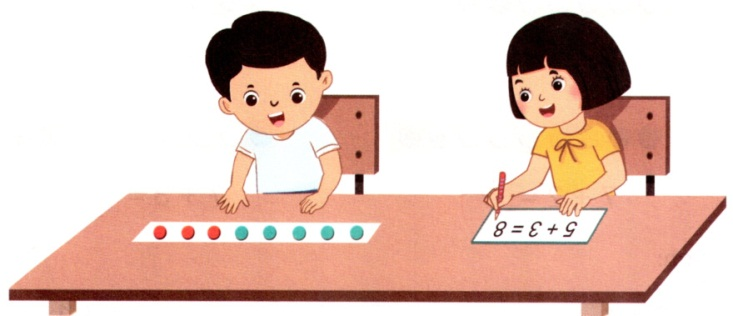 5 + 3 = 8